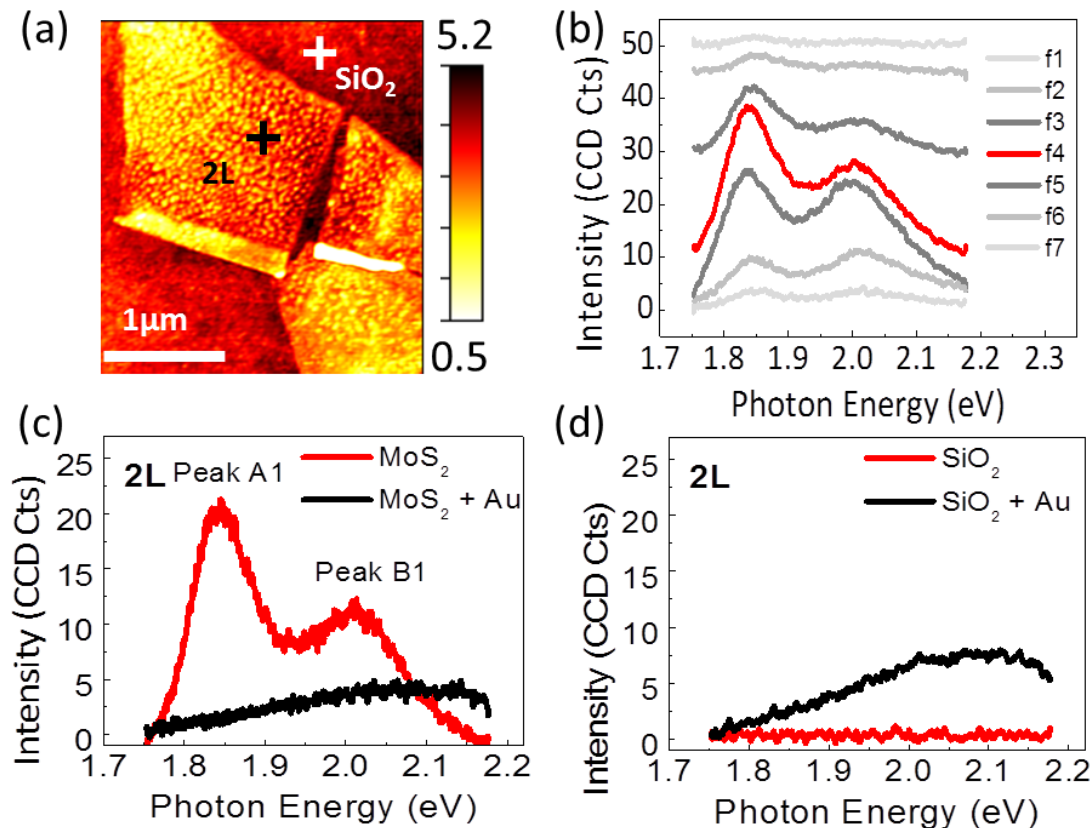 (a)
SiO₂
2L
1μm
5.2
0.5
(b)
Intensity (CCD Cts)
50
40
30
20
10
0
f1
f2
f3
f4
f5
f6
f7
1.7 1.8 1.9 2.0 2.1 2.2 2.3
Photon Energy (eV)
(c)
2L Peak A1
MoS₂
MoS₂ + Au
Peak B1
Intensity (CCD Cts)
25
20
15
10
5
0
1.7 1.8 1.9 2.0 2.1 2.2
Photon Energy (eV)
(d)
2L
SiO₂
SiO₂ + Au
Intensity (CCD Cts)
25
20
15
10
5
0
1.7 1.8 1.9 2.0 2.1 2.2
Photon Energy (eV)